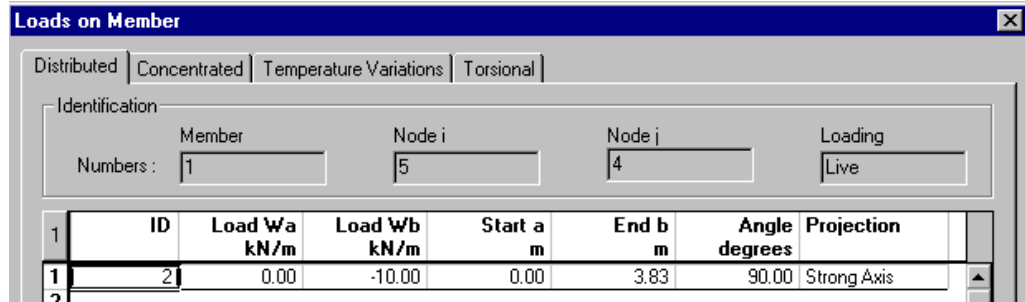 Loads on Member
Distributed Concentrated Temperature Variations Torsional
Identification
Member Node i Node j Loading
Numbers : 1 5 4 Live
1 ID Load Wa Load Wb Start a End b Angle Projection
kN/m kN/m m m degrees
1 2 0.00 -10.00 0.00 3.83 90.00 Strong Axis
2